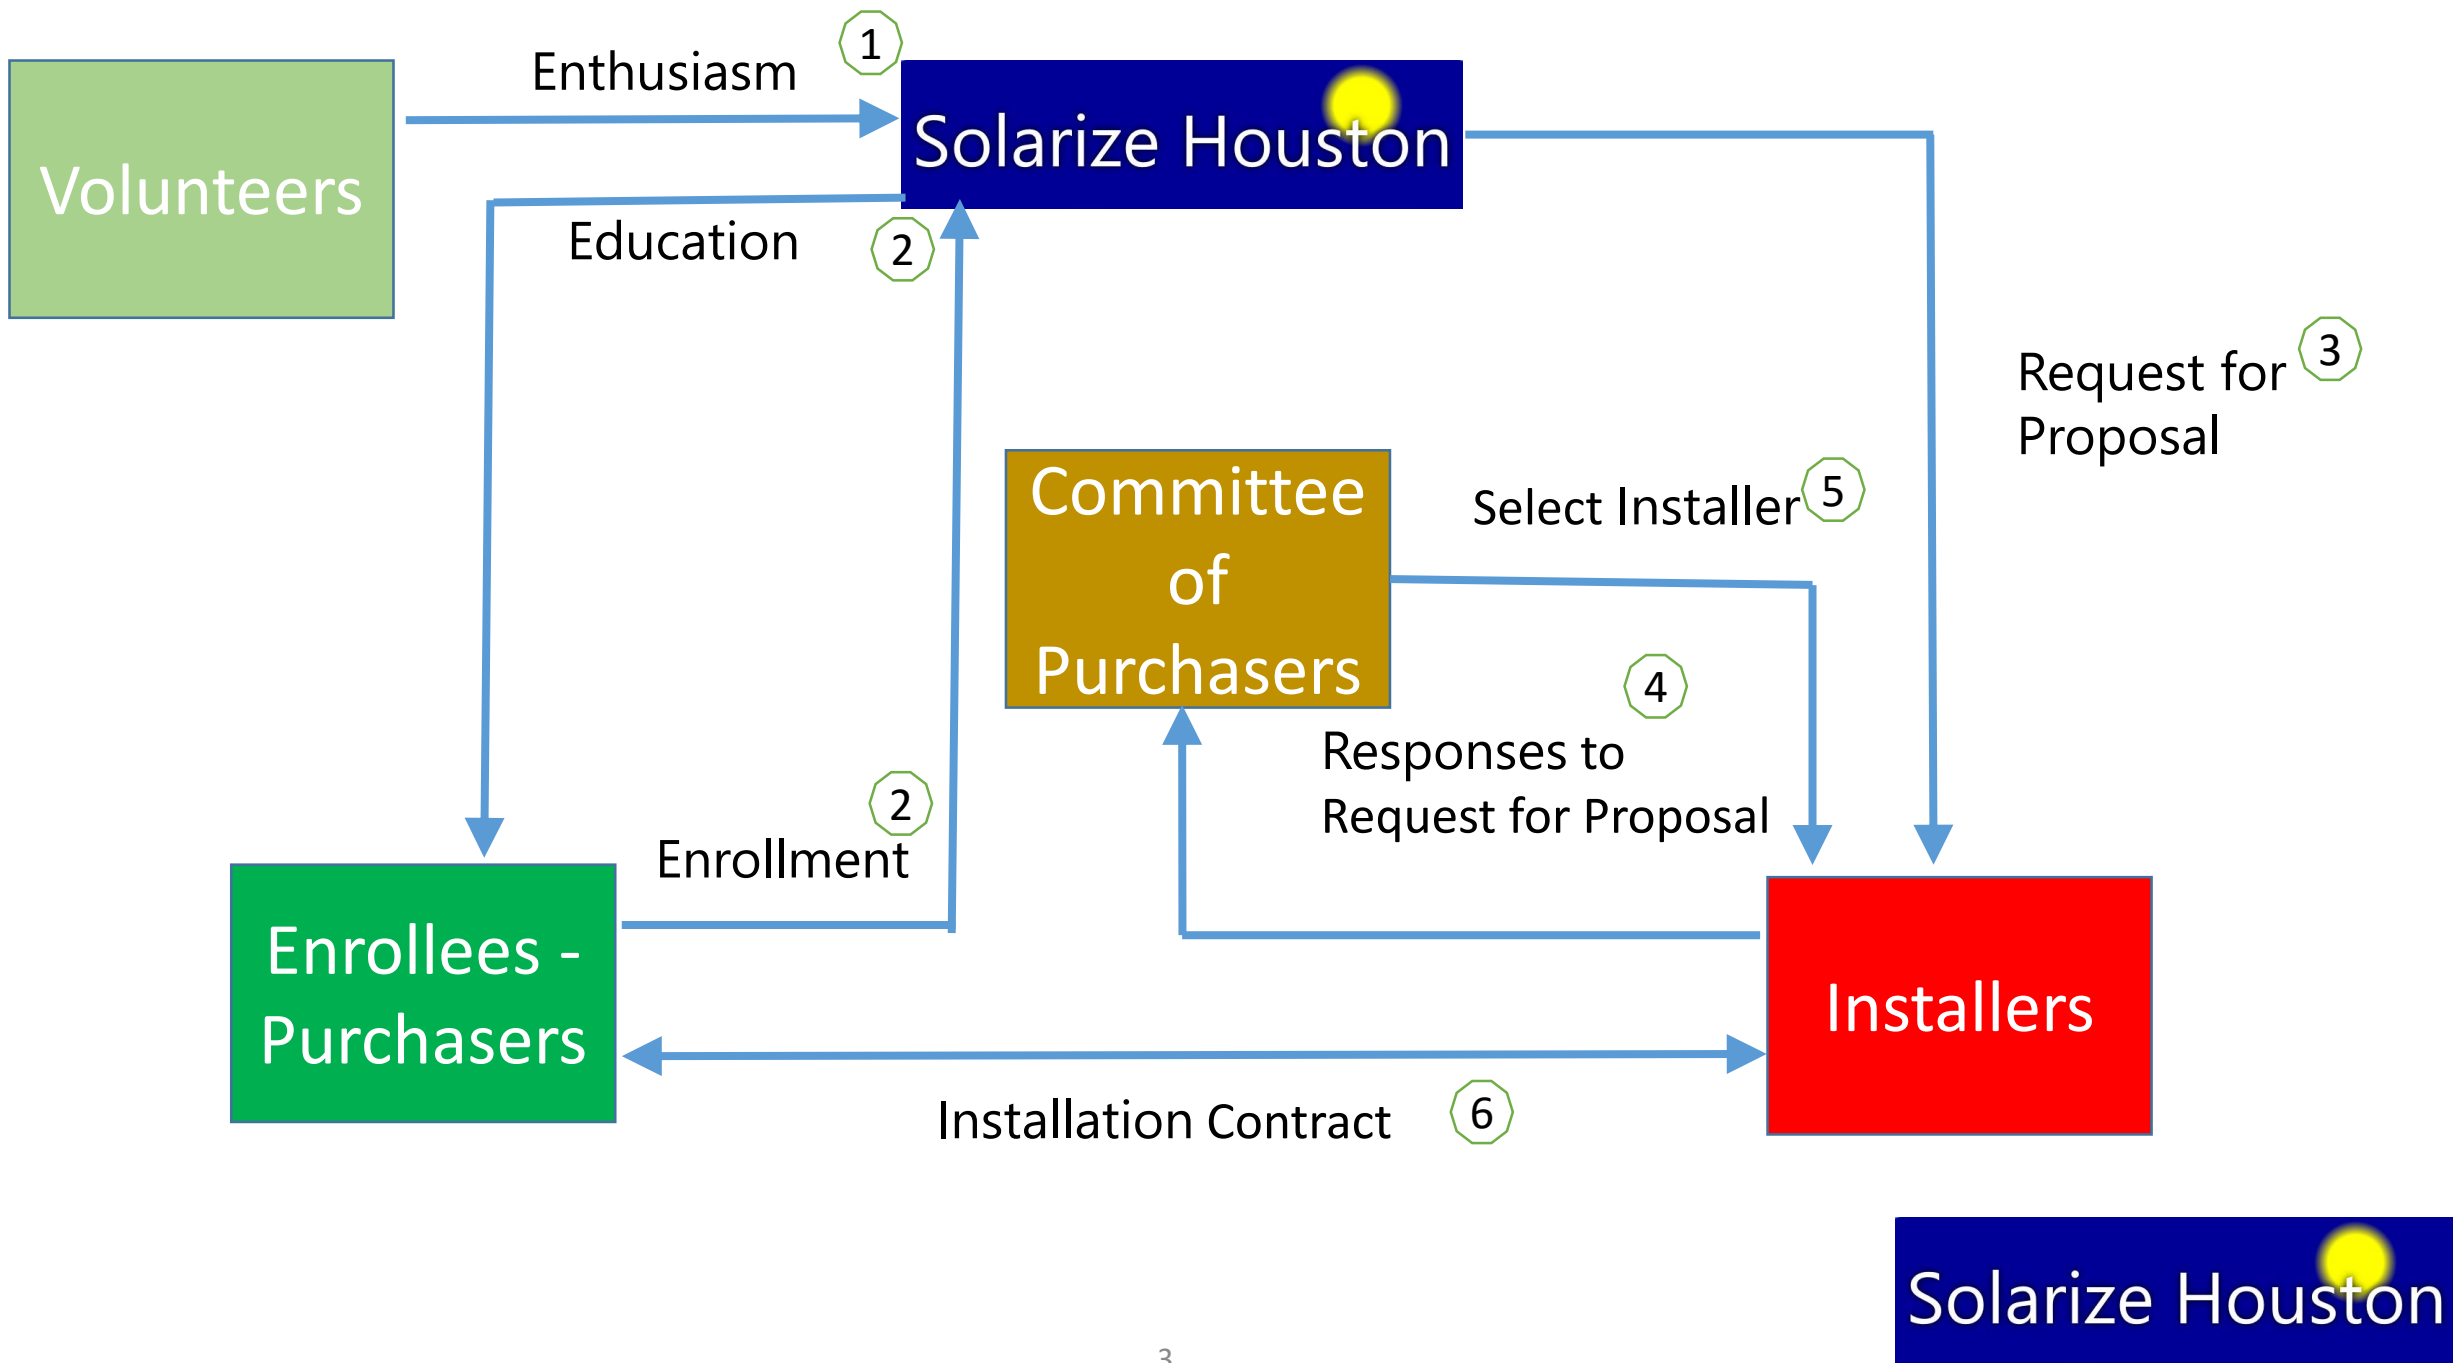 Enthusiasm
1
Solarize Houston
Volunteers
Education
2
Request for
Proposal
3
Committee
of
Purchasers
Select Installer
5
4
Responses to
Request for Proposal
2
Enrollment
Enrollees -
Purchasers
Installers
Installation Contract
6
Solarize Houston
3